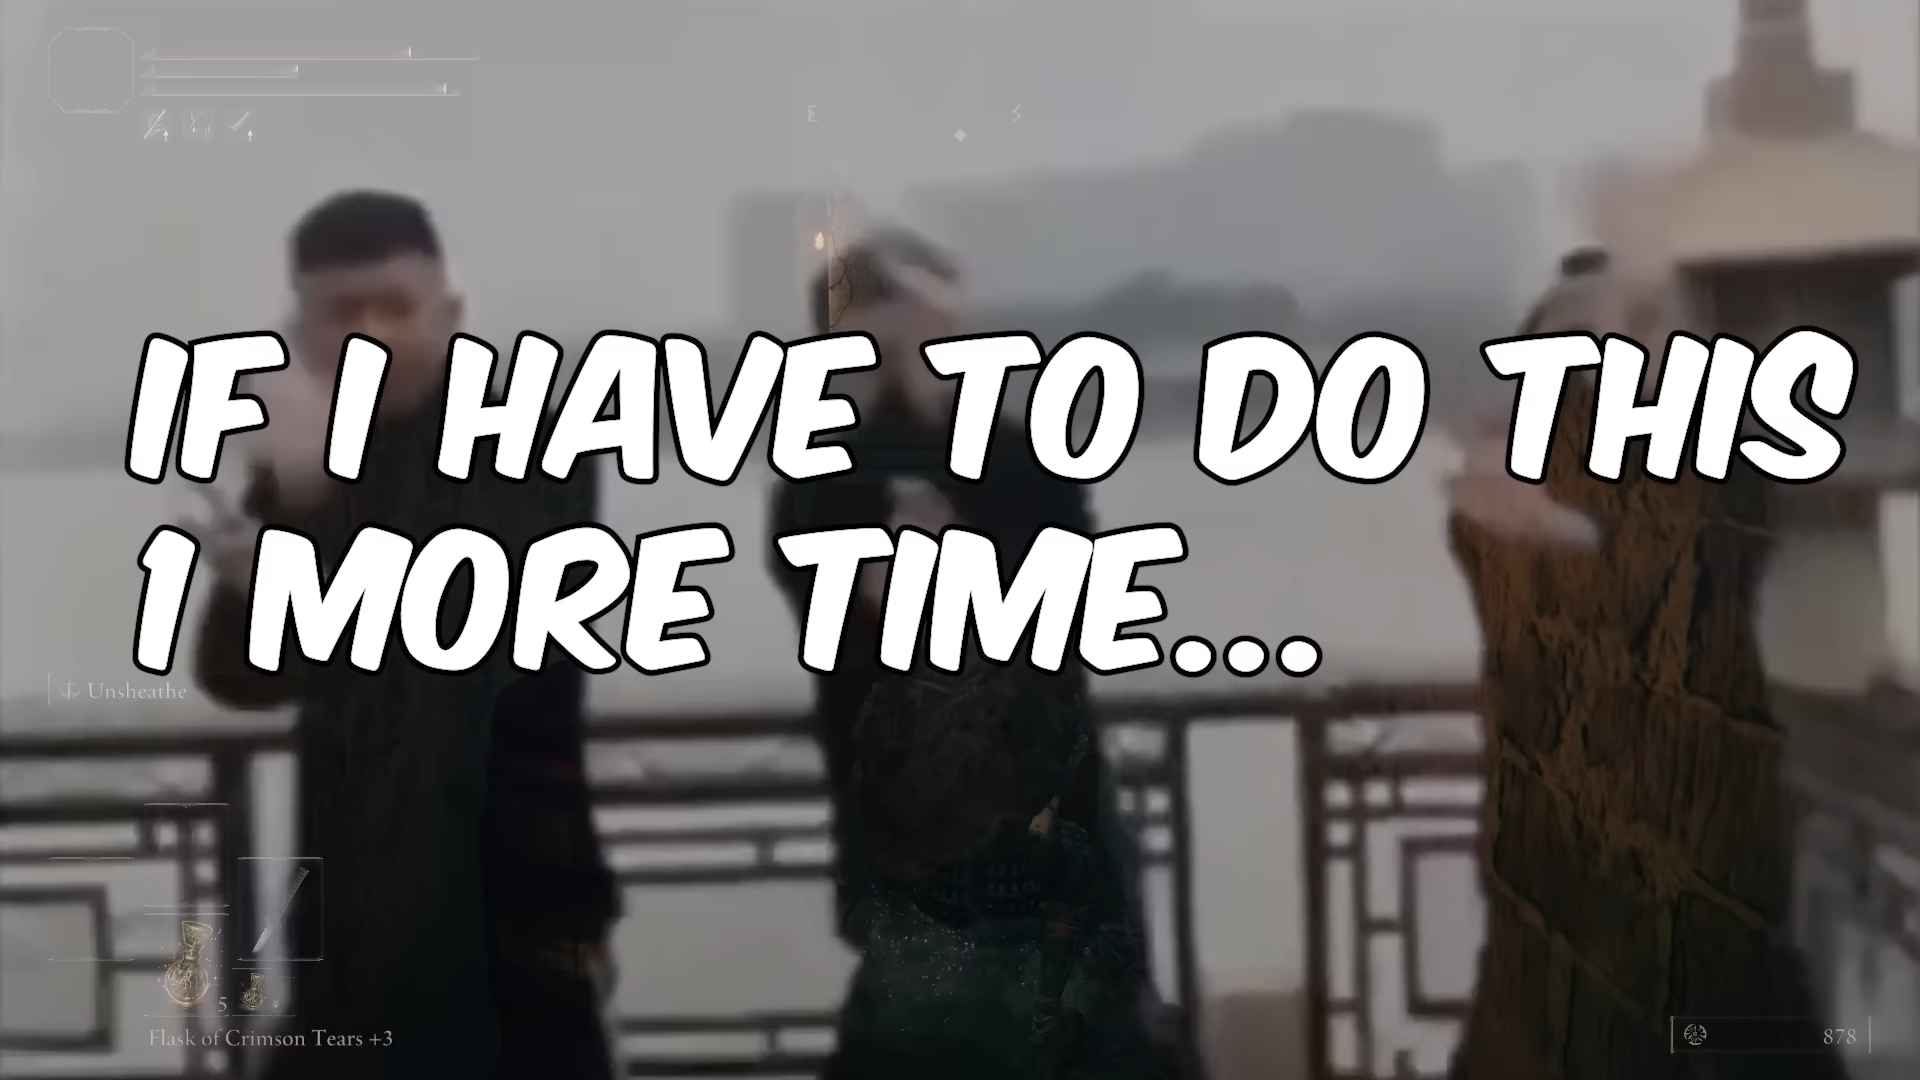 E S
IF I HAVE TO DO THIS
1 MORE TIME...
Unsheathe
5
Flask of Crimson Tears +3
878